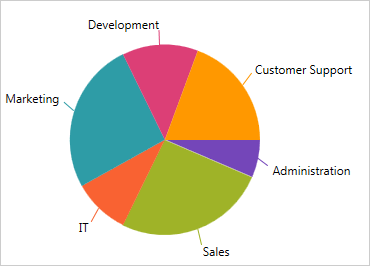 Development
Customer Support
Marketing
Administration
IT
Sales